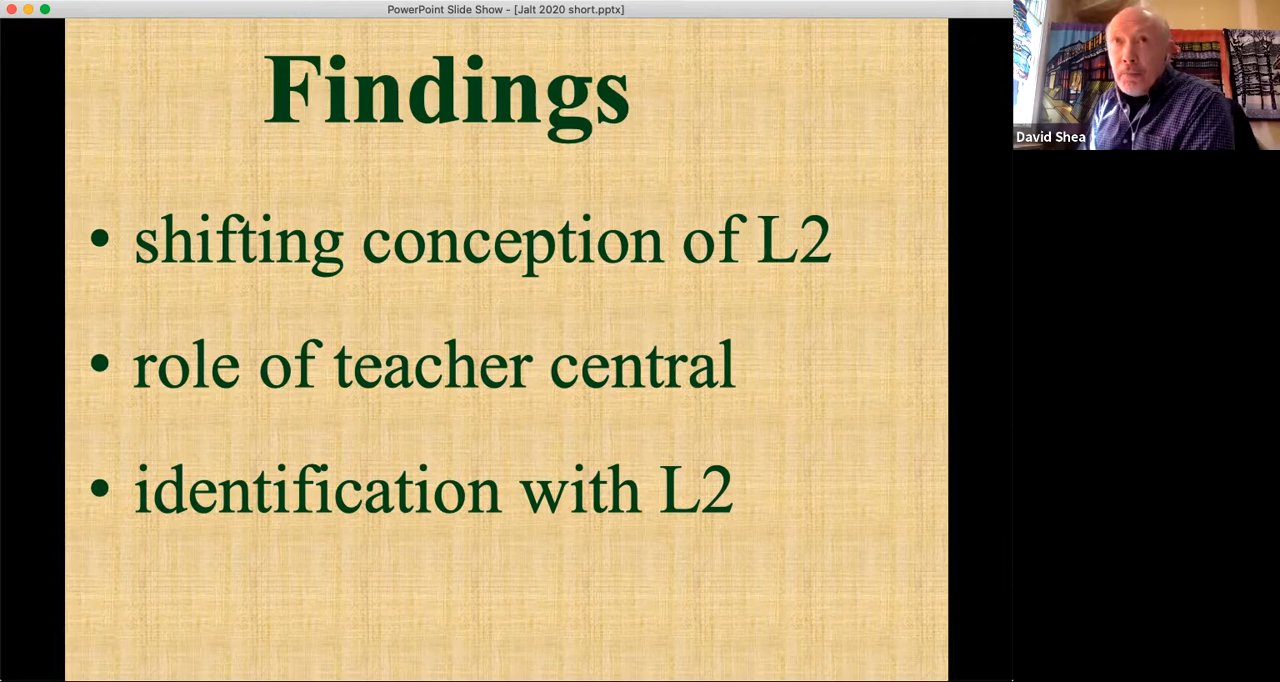 PowerPoint Slide Show - [Jalt 2020 short.pptx]
Findings
• shifting conception of L2
• role of teacher central
• identification with L2
David Shea